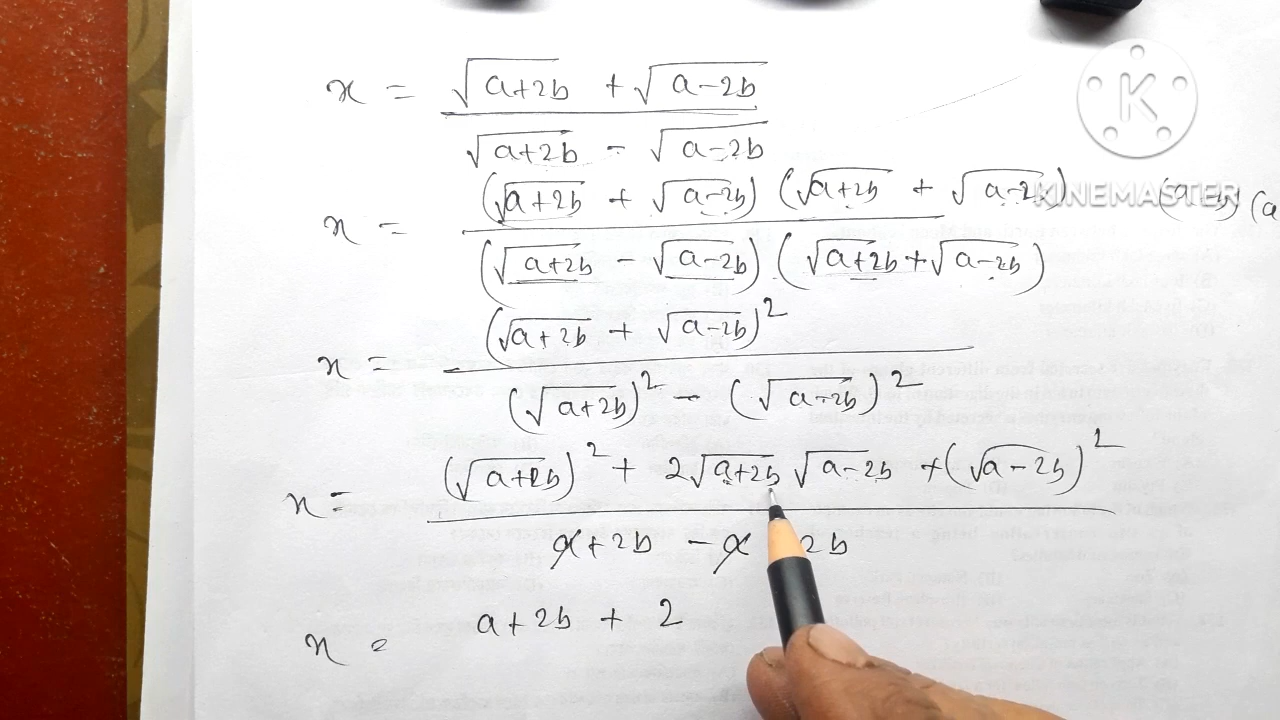 x = √(a+2b) + √(a-2b)
√(a+2b) - √(a-2b)
(√(a+2b) + √(a-2b)) (√(a+2b) + √(a-2b))
x =
(√(a+2b) - √(a-2b)) (√(a+2b) + √(a-2b))
(√(a+2b) + √(a-2b))²
x =
(√(a+2b))² - (√(a-2b))²
(√(a+2b))² + 2√(a+2b) √(a-2b) + (√(a-2b))²
x =
a+2b - a 2b
a+2b + 2
x =
K
KINEMASTER